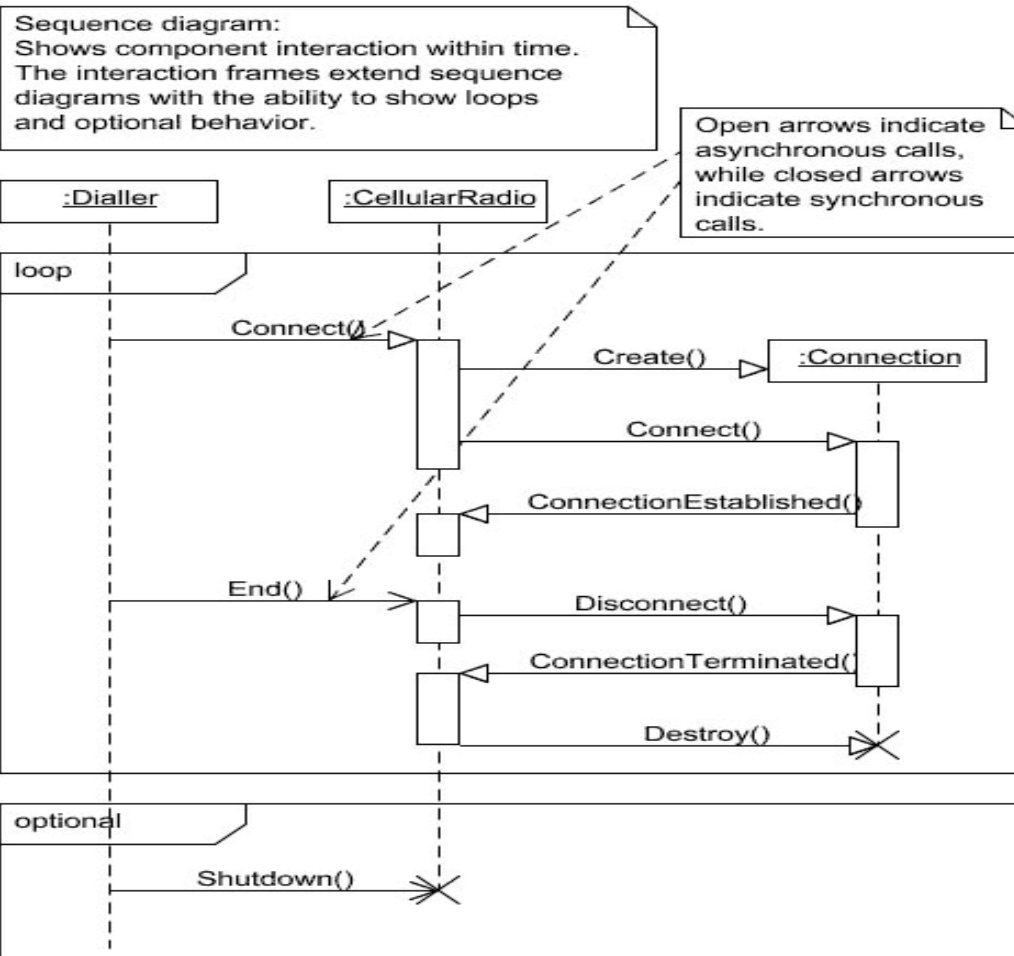 Sequence diagram:
Shows component interaction within time.
The interaction frames extend sequence
diagrams with the ability to show loops
and optional behavior.
Open arrows indicate
asynchronous calls,
while closed arrows
indicate synchronous
calls.
:Dialler
:CellularRadio
loop
Connect()
Create()
:Connection
Connect()
ConnectionEstablished()
End()
Disconnect()
ConnectionTerminated()
Destroy()
optional
Shutdown()